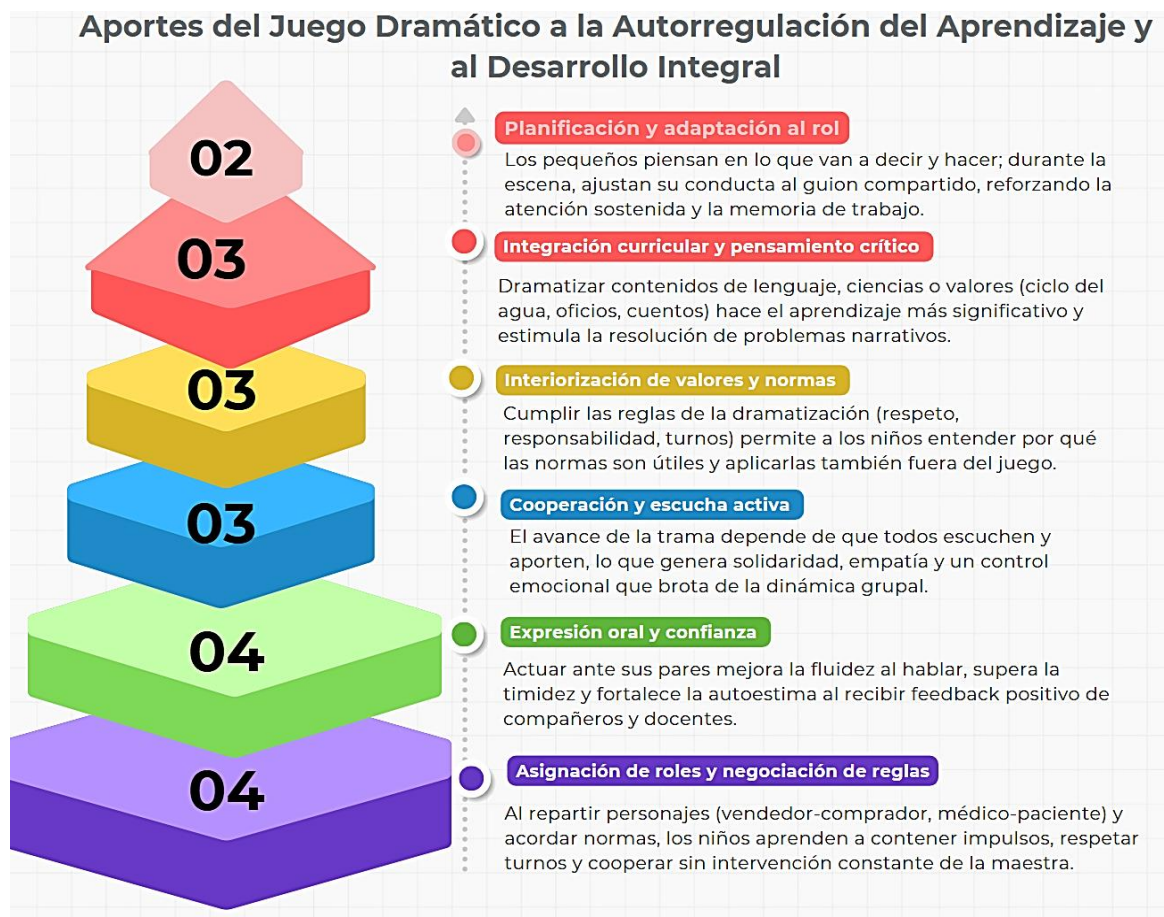 Aportes del Juego Dramático a la Autorregulación del Aprendizaje y
al Desarrollo Integral
02
Planificación y adaptación al rol
Los pequeños piensan en lo que van a decir y hacer; durante la
escena, ajustan su conducta al guion compartido, reforzando la
atención sostenida y la memoria de trabajo.
03
Integración curricular y pensamiento crítico
Dramatizar contenidos de lenguaje, ciencias o valores (ciclo del
agua, oficios, cuentos) hace el aprendizaje más significativo y
estimula la resolución de problemas narrativos.
03
Interiorización de valores y normas
Cumplir las reglas de la dramatización (respeto,
responsabilidad, turnos) permite a los niños entender por qué
las normas son útiles y aplicarlas también fuera del juego.
03
Cooperación y escucha activa
El avance de la trama depende de que todos escuchen y
aporten, lo que genera solidaridad, empatía y un control
emocional que brota de la dinámica grupal.
04
Expresión oral y confianza
Actuar ante sus pares mejora la fluidez al hablar, supera la
timidez y fortalece la autoestima al recibir feedback positivo de
compañeros y docentes.
04
Asignación de roles y negociación de reglas
Al repartir personajes (vendedor-comprador, médico-paciente) y
acordar normas, los niños aprenden a contener impulsos, respetar
turnos y cooperar sin intervención constante de la maestra.